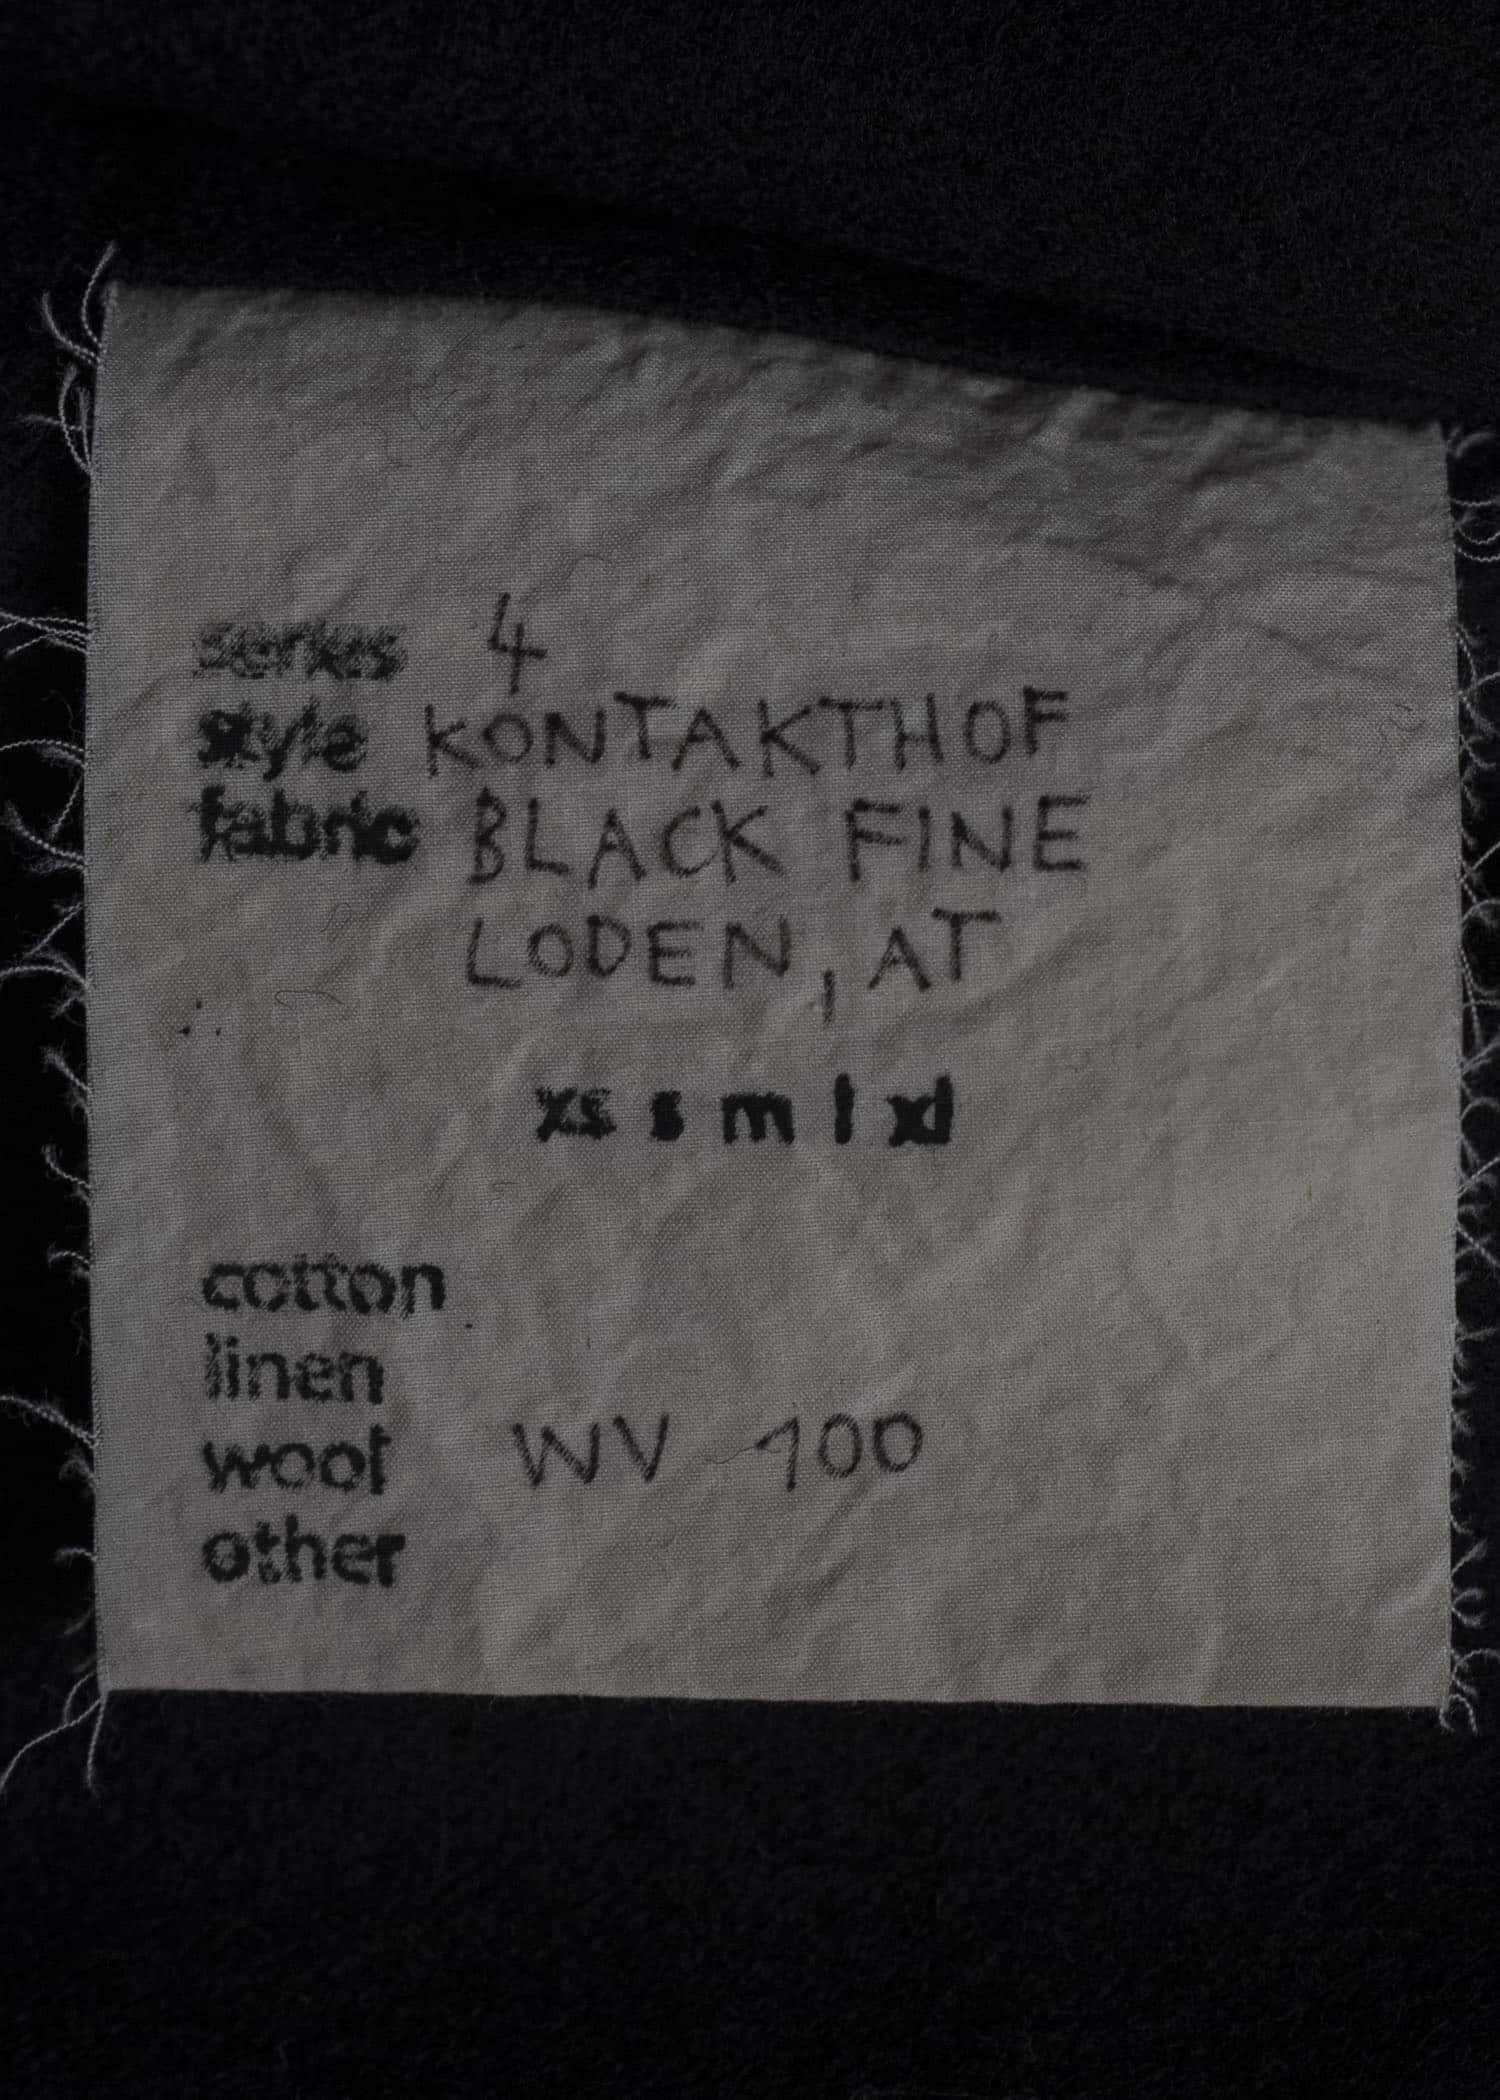 series 4
style KONTAKTHOF
fabric BLACK FINE
LODEN, AT
xs s m l xl
cotton
linen
wool WV 100
other